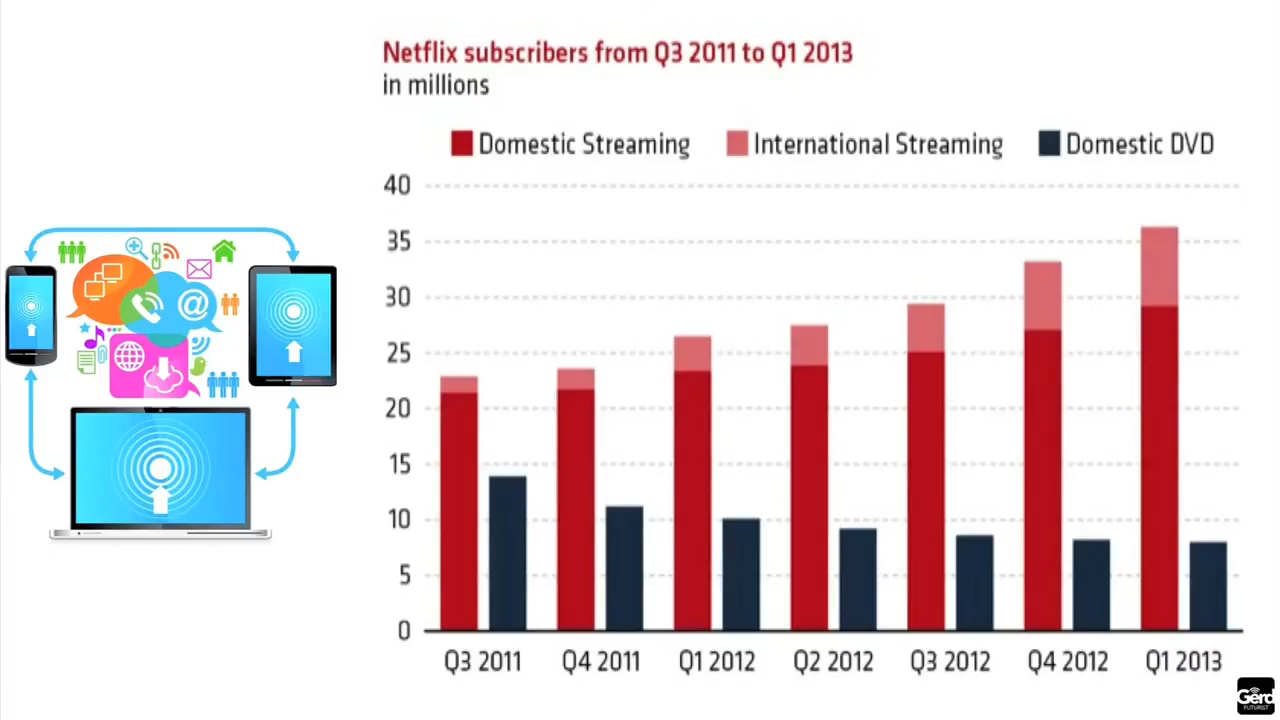 Netflix subscribers from Q3 2011 to Q1 2013
in millions
Domestic Streaming International Streaming Domestic DVD
40
35
30
25
20
15
10
5
0
Q3 2011 Q4 2011 Q1 2012 Q2 2012 Q3 2012 Q4 2012 Q1 2013
@
Gerd
FUTURIST